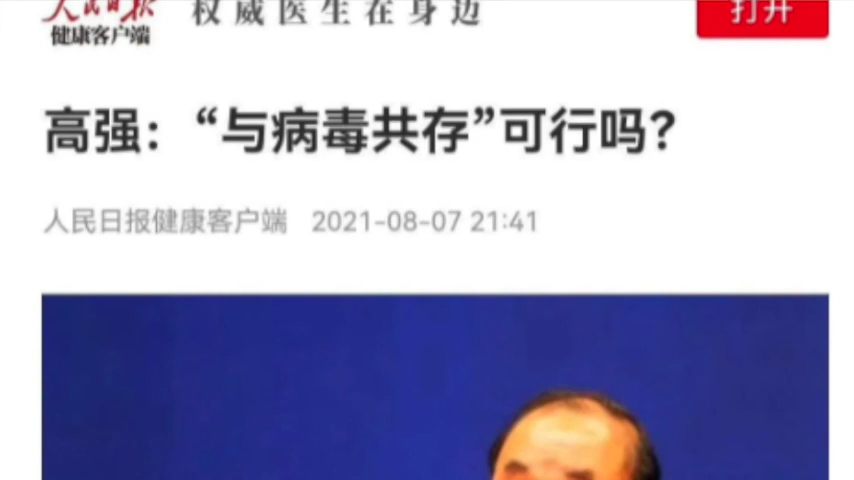 人民日报 权威医生在身边 打开
健康客户端
高强：“与病毒共存”可行吗？
人民日报健康客户端 2021-08-07 21:41